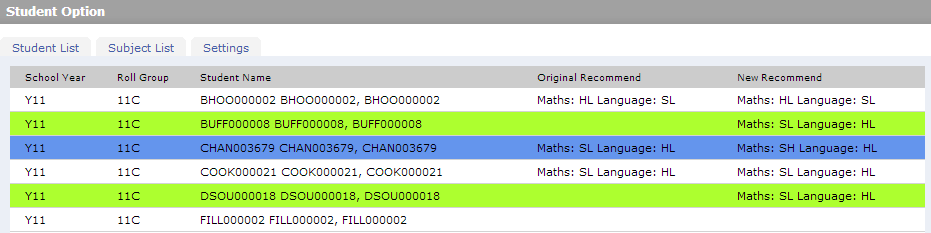 Student Option
Student List Subject List Settings
School Year Roll Group Student Name Original Recommend New Recommend
Y11 11C BHOO000002 BHOO000002, BHOO000002 Maths: HL Language: SL Maths: HL Language: SL
Y11 11C BUFF000008 BUFF000008, BUFF000008 Maths: SL Language: HL
Y11 11C CHAN003679 CHAN003679, CHAN003679 Maths: SL Language: HL Maths: SH Language: HL
Y11 11C COOK000021 COOK000021, COOK000021 Maths: SL Language: HL Maths: SL Language: HL
Y11 11C DSOU000018 DSOU000018, DSOU000018 Maths: SL Language: HL
Y11 11C FILL000002 FILL000002, FILL000002